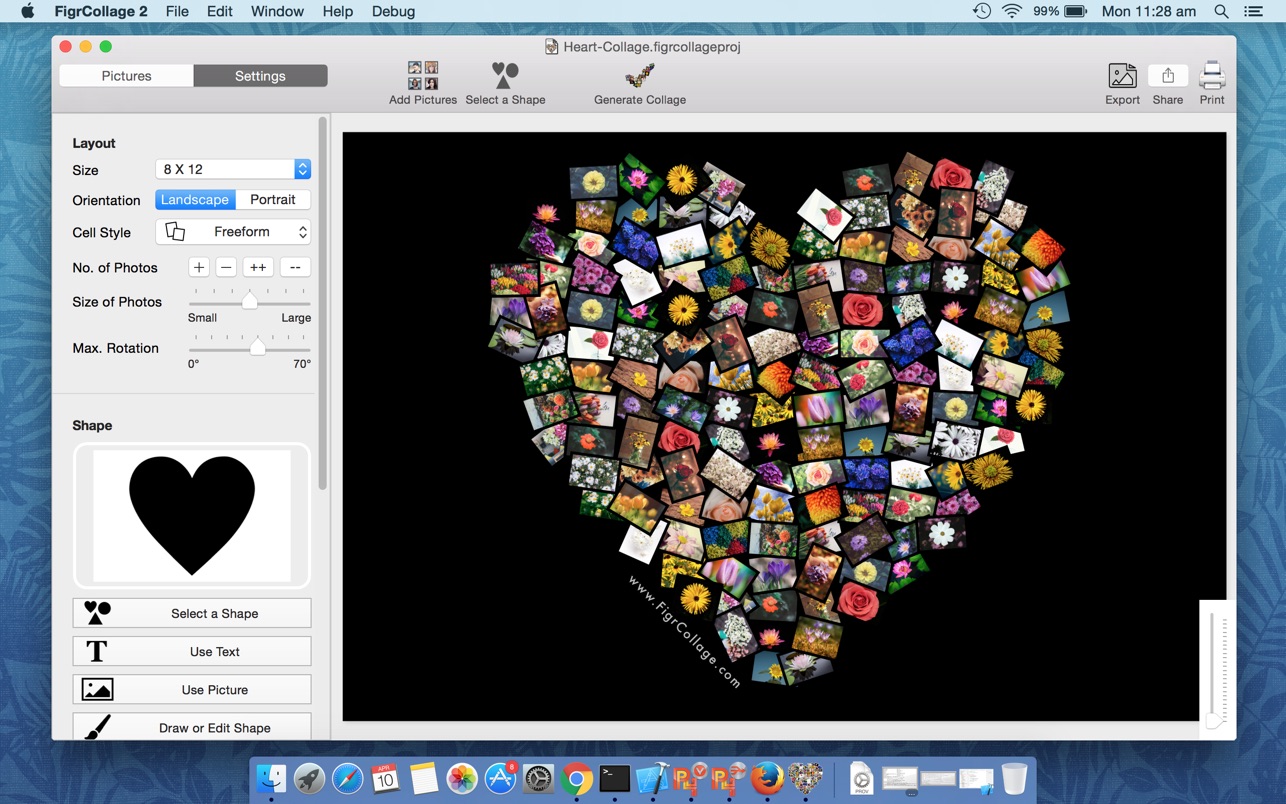 FigrCollage 2 File Edit Window Help Debug 99% Mon 11:28 am
Heart-Collage.figrcollageproj
Pictures Settings
Add Pictures Select a Shape Generate Collage Export Share Print
Layout
Size 8 X 12
Orientation Landscape Portrait
Cell Style Freeform
No. of Photos + − ++ --
Size of Photos
Small Large
Max. Rotation
0° 70°
Shape
Select a Shape
T Use Text
Use Picture
Draw or Edit Shape
www.FigrCollage.com
APR
10
8
PROV